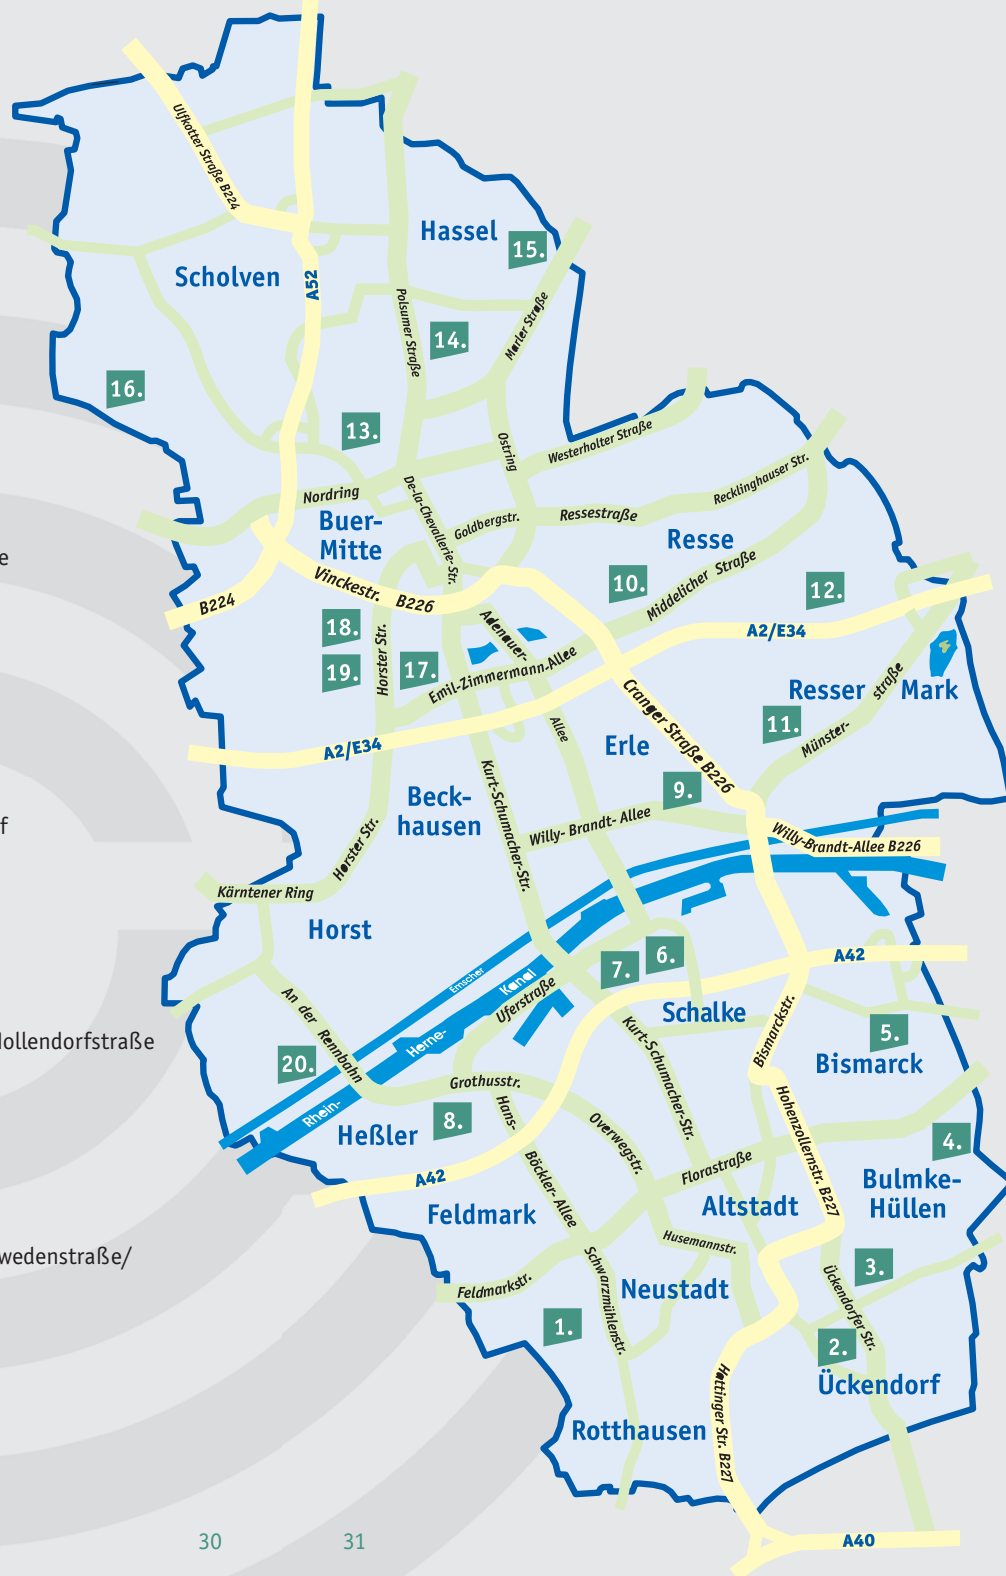 Ulfkotter Straße B224
Hassel
15.
Scholven
A52
Polsumer Straße
Marler Straße
14.
16.
13.
Ostring
Westerholter Straße
Recklinghauser Str.
Nordring
De-la-Chevallerie-Str.
Goldbergstr.
Ressestraße
Buer-
Mitte
Resse
e
Vinckestr. B226
B224
10.
Middelicher Straße
12.
18.
Horster Str.
Adenauer-
A2/E34
19.
17.
Emil-Zimmermann-Allee
Resser Mark
straße
Cranger Straße B226
11.
Münster-
Allee
Erle
A2/E34
Kurt-Schumacher-Str.
9.
Beck-
hausen
f
Willy- Brandt- Allee
Willy-Brandt-Allee B226
Horster Str.
Kärntener Ring
Horst
6.
7.
A42
Emscher
Kanal
Uferstraße
An der Rennbahn
Schalke
Bismarckstr.
5.
Herne-
Kurt-Schumacher-Str.
Hollendorfstraße
20.
Bismarck
Rhein-
Grothusstr.
8.
Hans-
Overwegstr.
Hohenzollernstr. B227
Heßler
4.
Böckler- Allee
Florastraße
A42
Bulmke-
Hüllen
Altstadt
Feldmark
wedenstraße/
Husemannstr.
Schwarzmühlenstr.
3.
Feldmarkstr.
Neustadt
Ückendorfer Str.
1.
2.
Ückendorf
Hattinger Str. B227
Rotthausen
30
31
A40